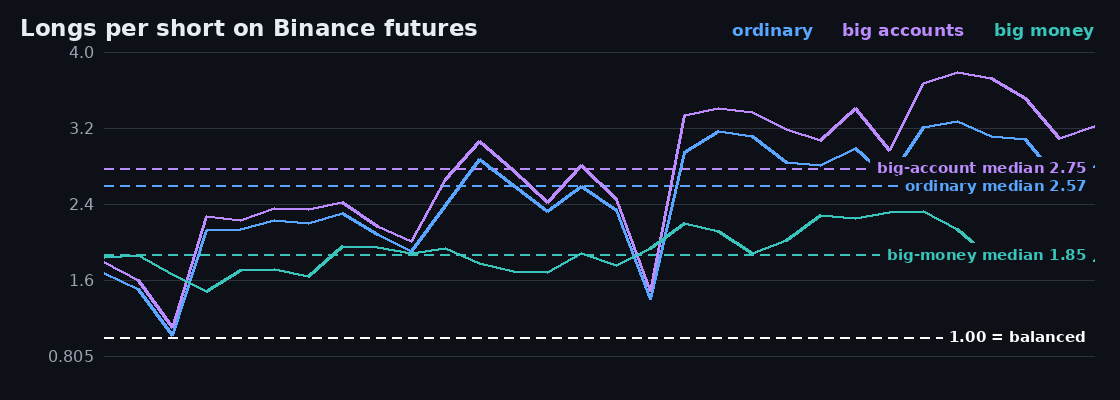 Longs per short on Binance futures
ordinary big accounts big money
4.0
3.2
big-account median 2.75
ordinary median 2.57
2.4
big-money median 1.85
1.6
1.00 = balanced
0.805